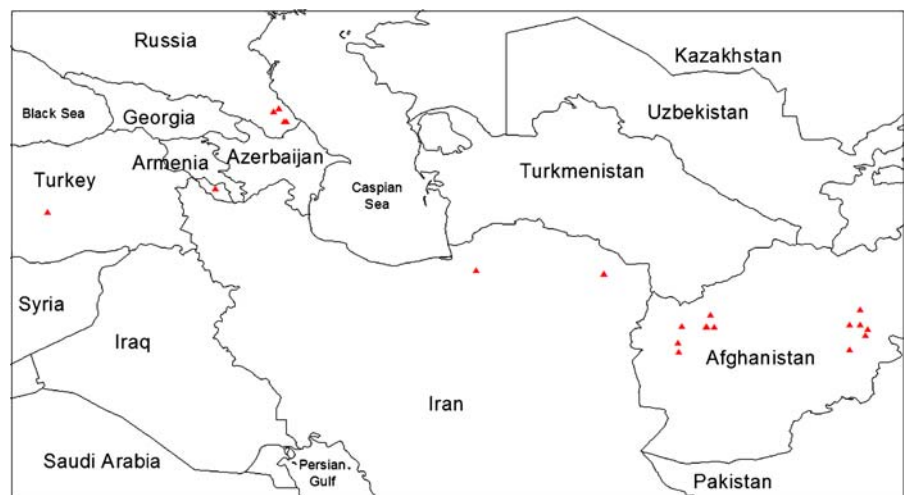 Russia
Kazakhstan
Black Sea
Georgia
Uzbekistan
Armenia
Azerbaijan
Turkmenistan
Turkey
Caspian
Sea
Syria
Iraq
Afghanistan
Iran
Saudi Arabia
Persian
Gulf
Pakistan